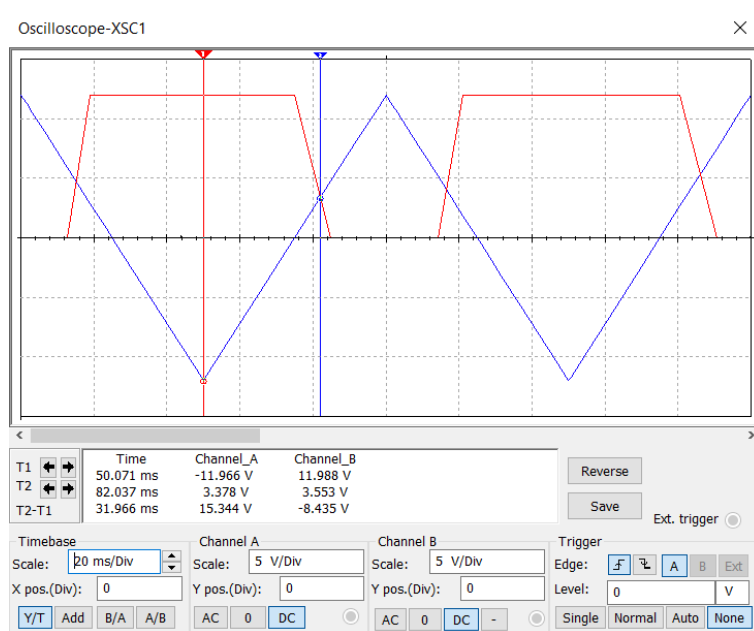 Oscilloscope-XSC1
Time Channel_A Channel_B
T1 50.071 ms -11.966 V 11.988 V
T2 82.037 ms 3.378 V 3.553 V
T2-T1 31.966 ms 15.344 V -8.435 V
Reverse
Save
Ext. trigger
Timebase
Scale: 20 ms/Div
X pos.(Div): 0
Y/T Add B/A A/B
Channel A
Scale: 5 V/Div
Y pos.(Div): 0
AC 0 DC
Channel B
Scale: 5 V/Div
Y pos.(Div): 0
AC 0 DC -
Trigger
Edge: A B Ext
Level: 0 V
Single Normal Auto None